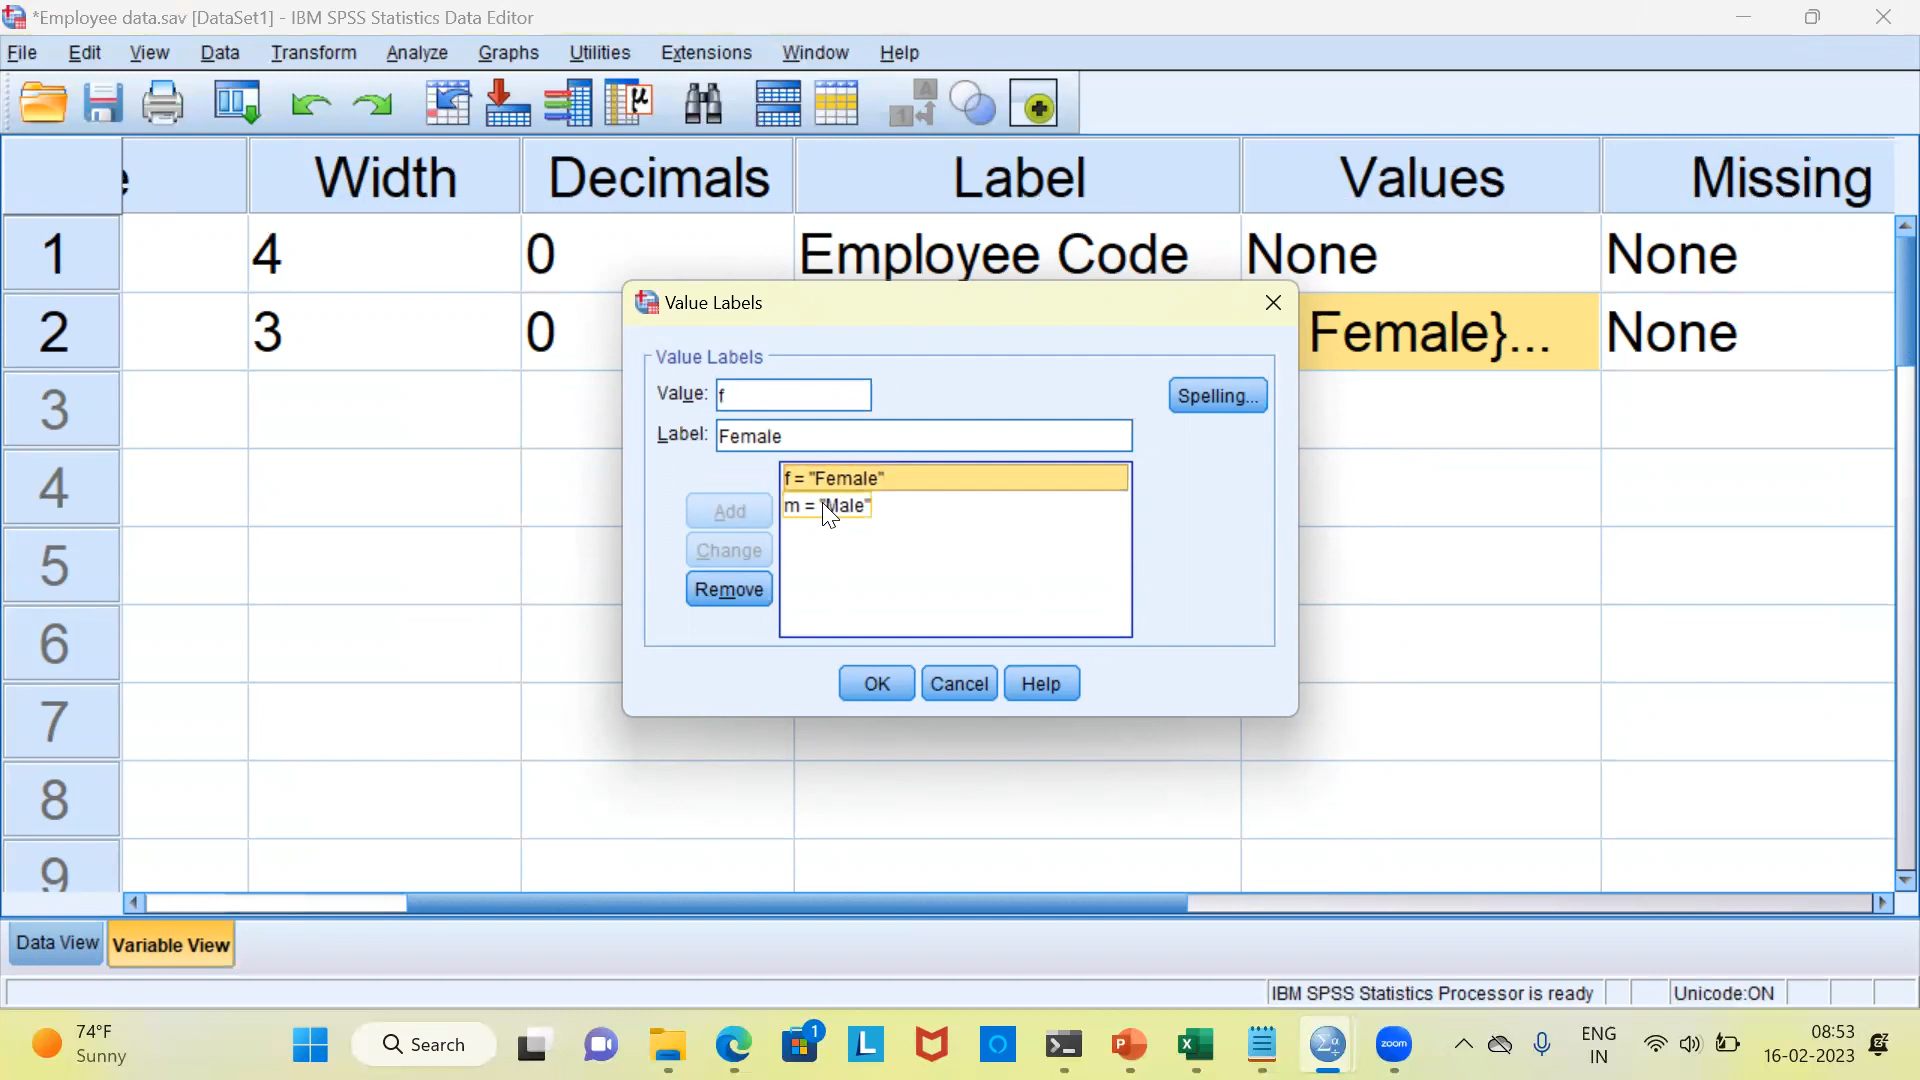 *Employee data.sav [DataSet1] - IBM SPSS Statistics Data Editor
File Edit View Data Transform Analyze Graphs Utilities Extensions Window Help
Width Decimals Label Values Missing
1 4 0 Employee Code None None
2 3 0 Female}... None
3
4
5
6
7
8
9
Value Labels
Value Labels
Value: f
Spelling...
Label: Female
f = "Female"
m = "Male"
Add
Change
Remove
OK Cancel Help
Data View Variable View
IBM SPSS Statistics Processor is ready Unicode:ON
74°F
Sunny
Search
1
zoom
ENG
IN
08:53
16-02-2023